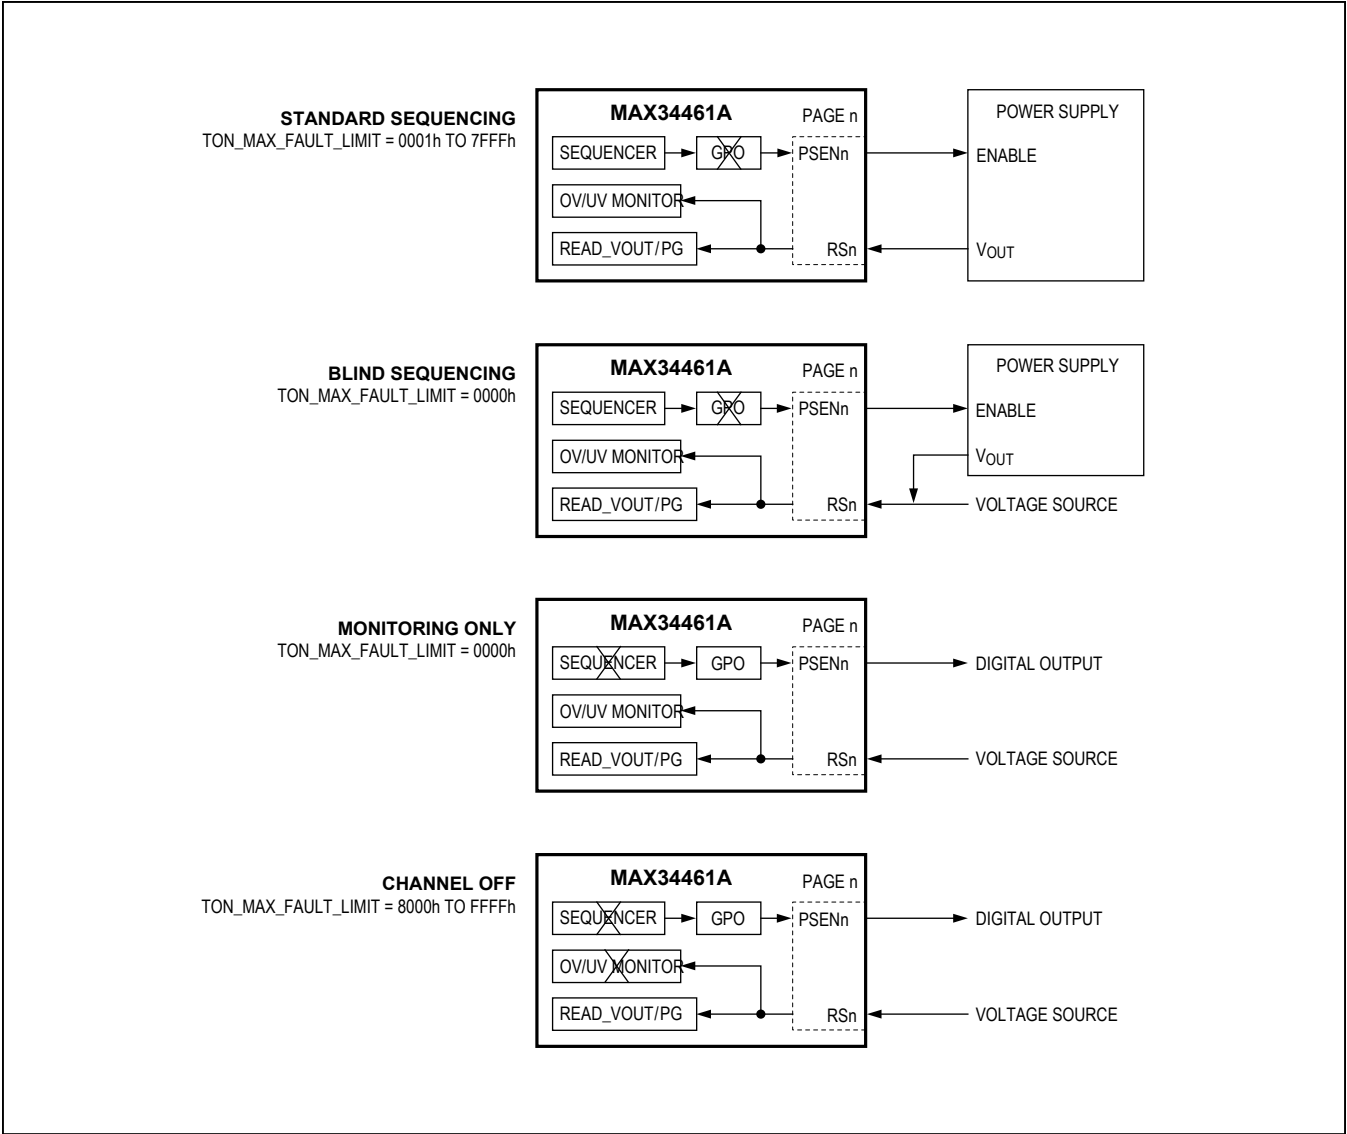 STANDARD SEQUENCING
TON_MAX_FAULT_LIMIT = 0001h TO 7FFFh
MAX34461A
PAGE n
SEQUENCER
GPO
PSENn
OV/UV MONITOR
READ_VOUT/PG
RSn
POWER SUPPLY
ENABLE
VOUT
BLIND SEQUENCING
TON_MAX_FAULT_LIMIT = 0000h
MAX34461A
PAGE n
SEQUENCER
GPO
PSENn
OV/UV MONITOR
READ_VOUT/PG
RSn
POWER SUPPLY
ENABLE
VOUT
VOLTAGE SOURCE
MONITORING ONLY
TON_MAX_FAULT_LIMIT = 0000h
MAX34461A
PAGE n
SEQUENCER
GPO
PSENn
OV/UV MONITOR
READ_VOUT/PG
RSn
DIGITAL OUTPUT
VOLTAGE SOURCE
CHANNEL OFF
TON_MAX_FAULT_LIMIT = 8000h TO FFFFh
MAX34461A
PAGE n
SEQUENCER
GPO
PSENn
OV/UV MONITOR
READ_VOUT/PG
RSn
DIGITAL OUTPUT
VOLTAGE SOURCE